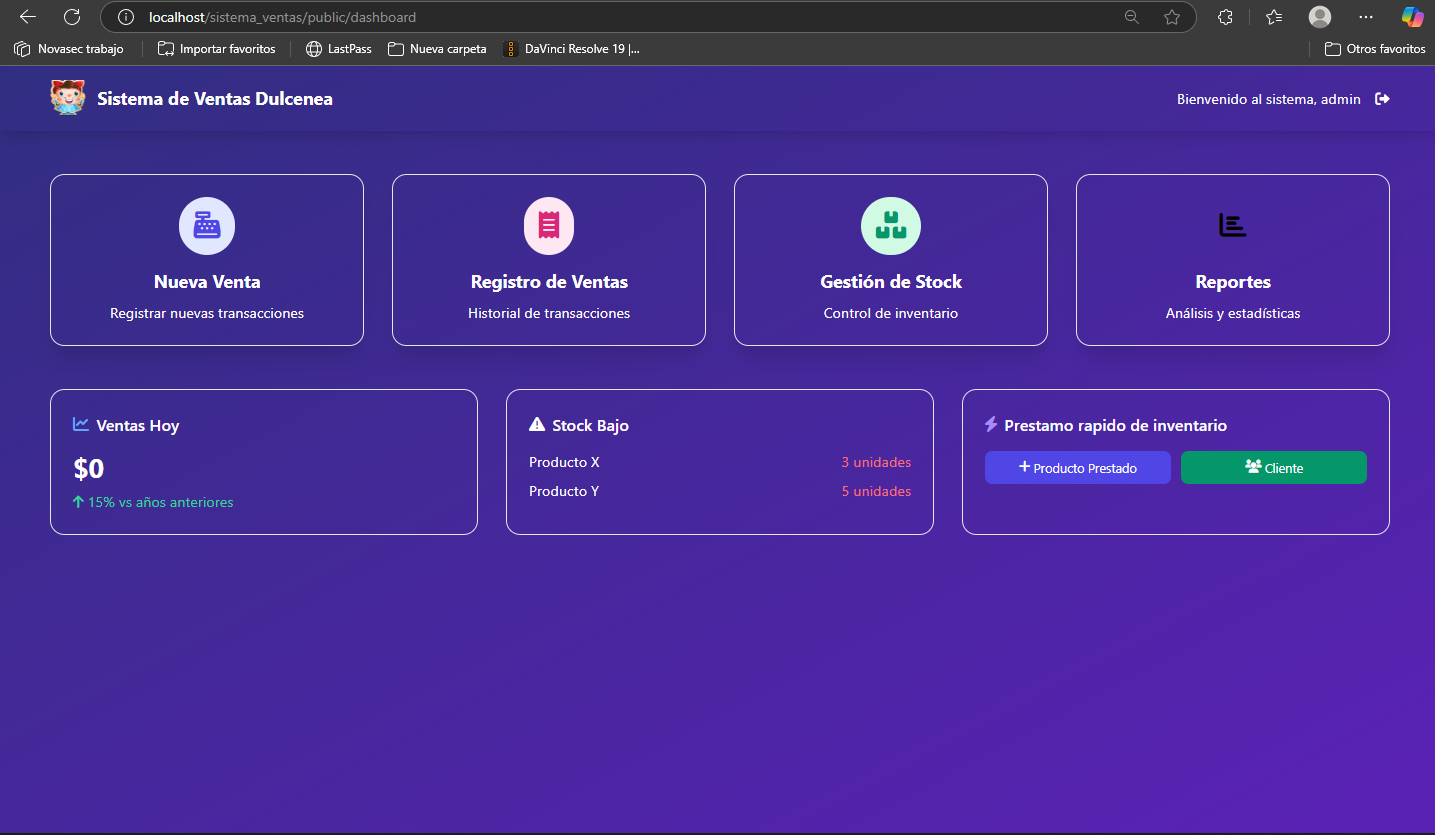 localhost/sistema_ventas/public/dashboard
Novasec trabajo
Importar favoritos
LastPass
Nueva carpeta
DaVinci Resolve 19 |...
Otros favoritos
Sistema de Ventas Dulcenea
Bienvenido al sistema, admin
Nueva Venta
Registrar nuevas transacciones
Registro de Ventas
Historial de transacciones
Gestión de Stock
Control de inventario
Reportes
Análisis y estadísticas
Ventas Hoy
$0
15% vs años anteriores
Stock Bajo
Producto X 3 unidades
Producto Y 5 unidades
Prestamo rapido de inventario
Producto Prestado
Cliente